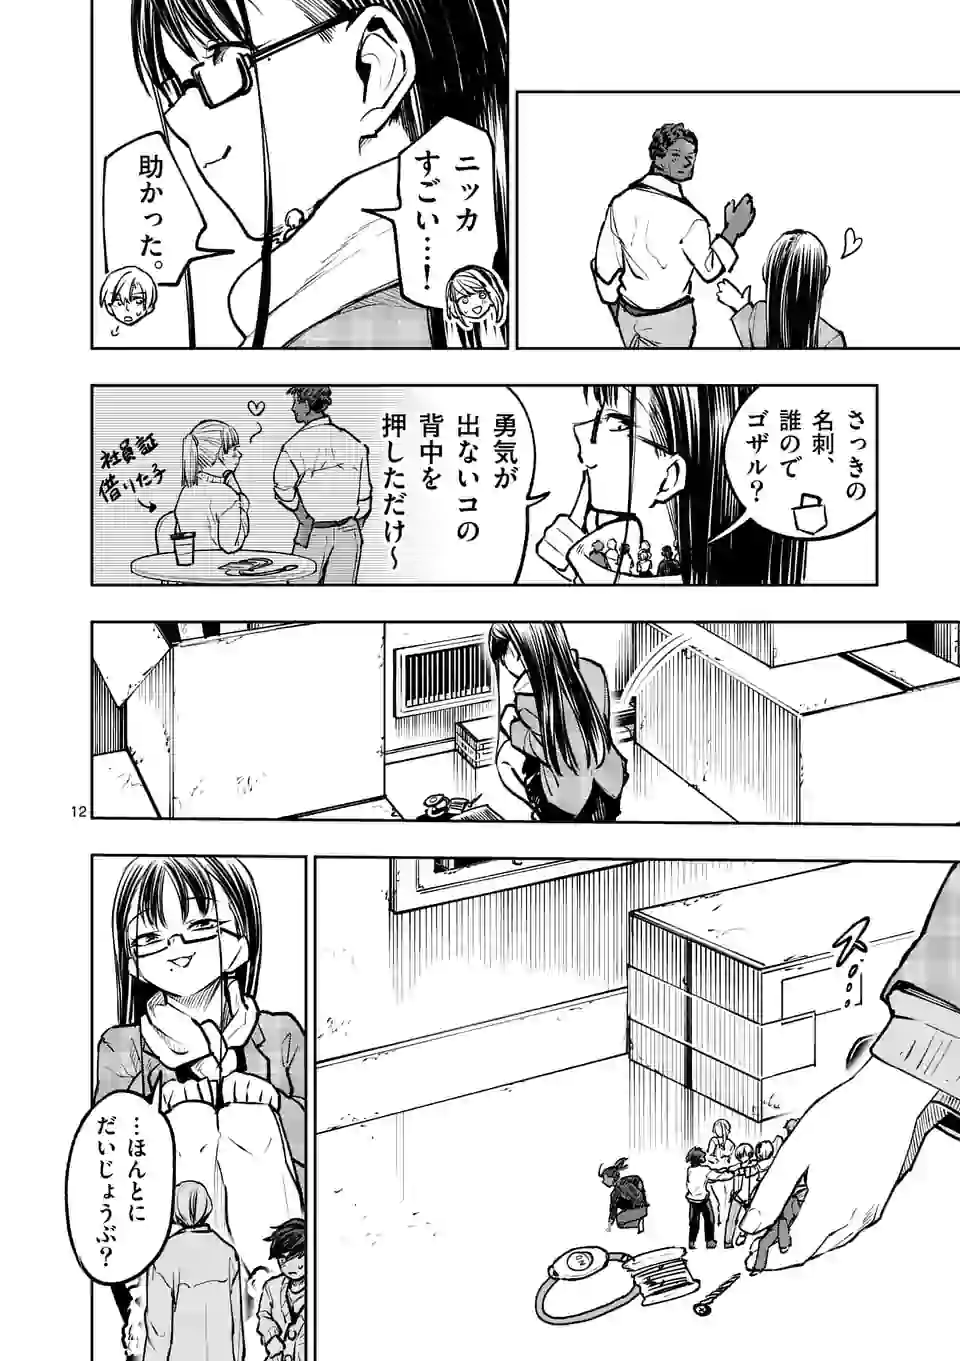 ニッカ
すごい…！
助かった。
さっきの
名刺、
誰ので
ゴザル？
勇気が
出ないコの
背中を
押しただけ～
社員証
借りた子
12
ス。。。
…ほんとに
だいじょうぶ？